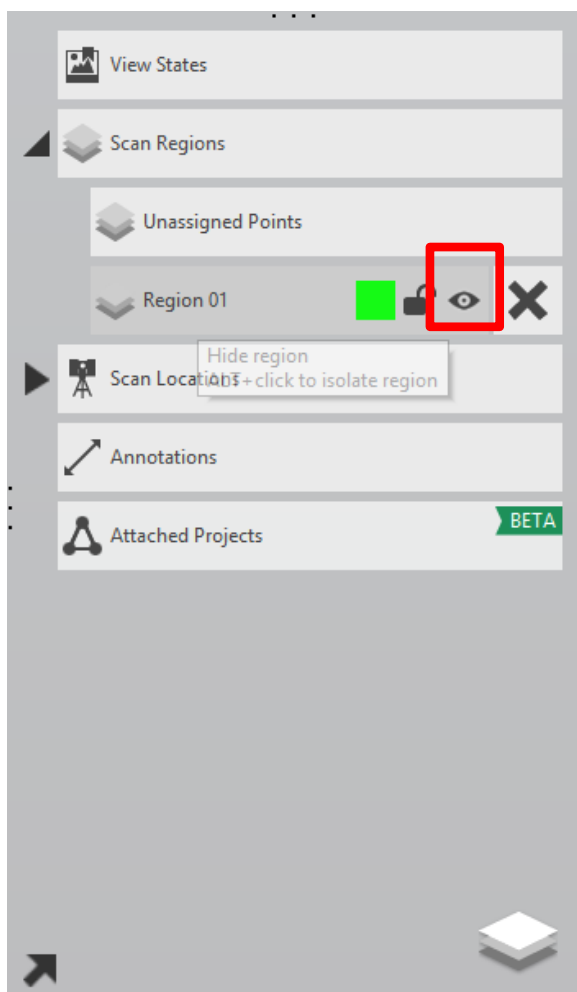 View States
Scan Regions
Unassigned Points
Region 01
Hide region
Scan Locations
ALT+click to isolate region
Annotations
BETA
Attached Projects